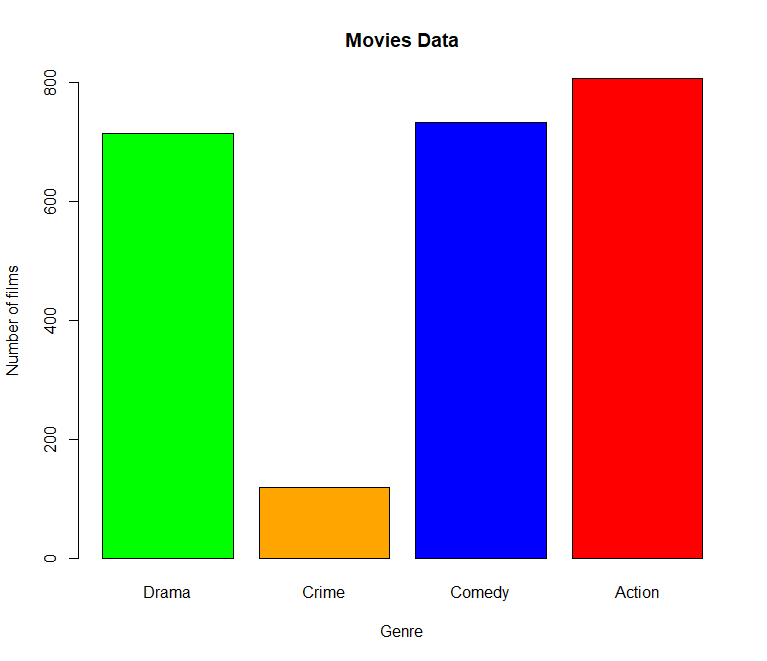 Movies Data
Number of films
800
600
400
200
0
Drama
Crime
Comedy
Action
Genre